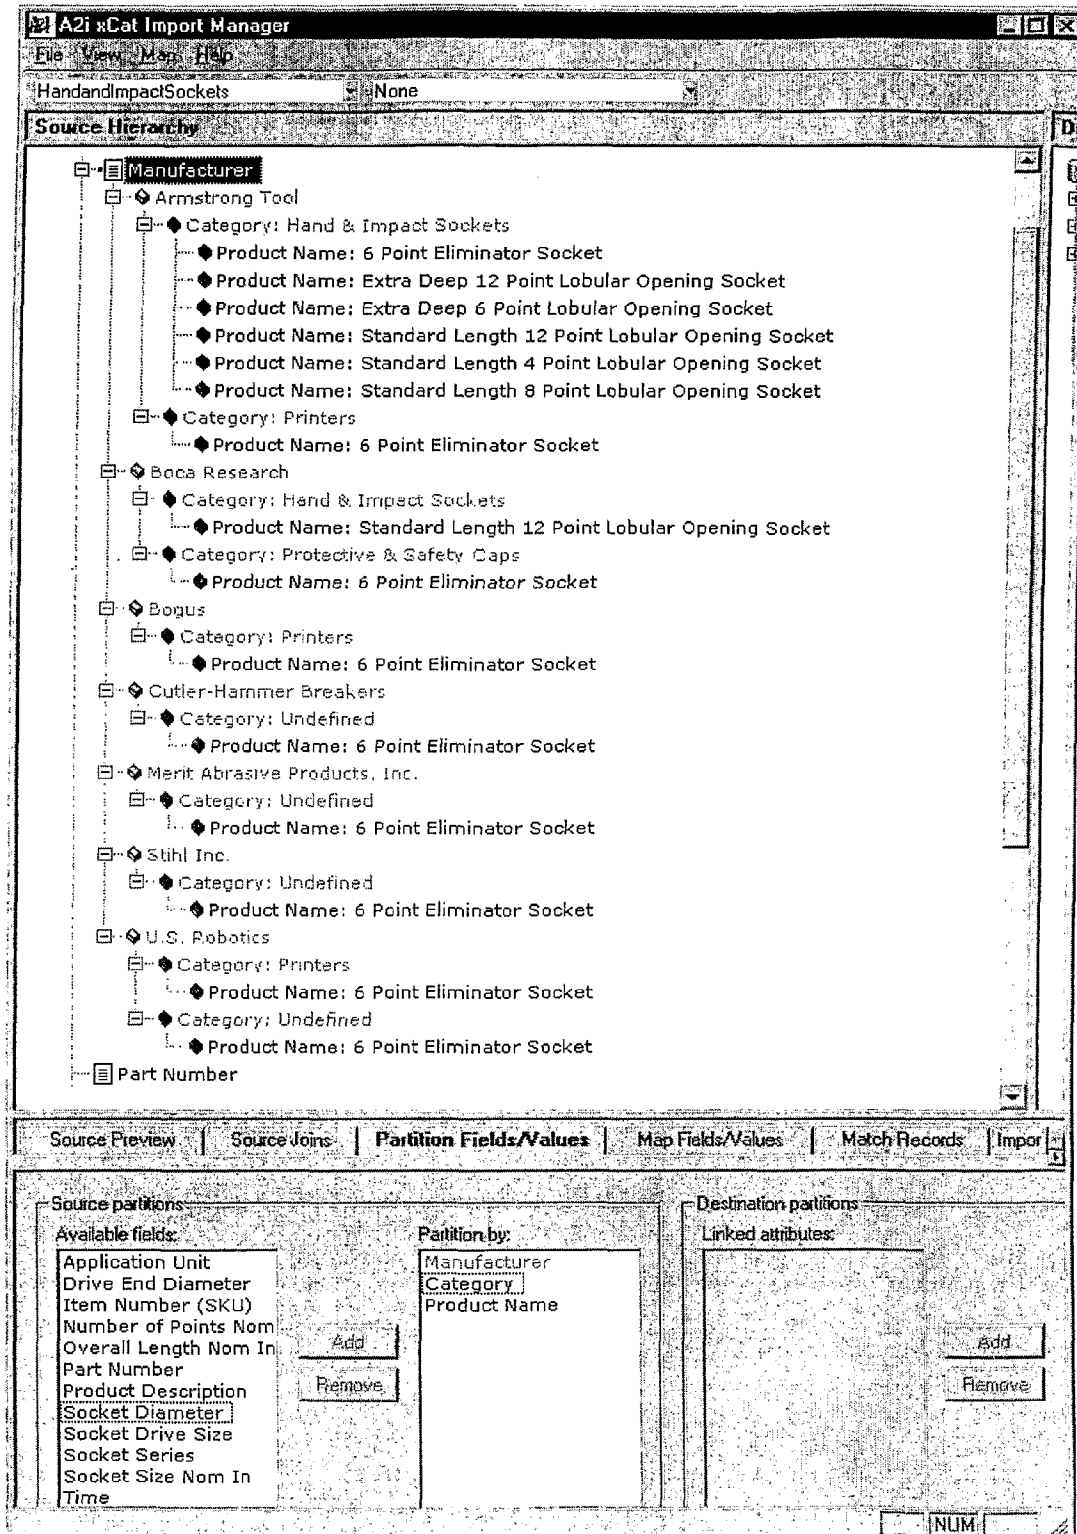 A2i xCat Import Manager
File View Map Help
HandandImpactSockets None
Source Hierarchy D
Manufacturer
Armstrong Tool
Category: Hand & Impact Sockets
Product Name: 6 Point Eliminator Socket
Product Name: Extra Deep 12 Point Lobular Opening Socket
Product Name: Extra Deep 6 Point Lobular Opening Socket
Product Name: Standard Length 12 Point Lobular Opening Socket
Product Name: Standard Length 4 Point Lobular Opening Socket
Product Name: Standard Length 8 Point Lobular Opening Socket
Category: Printers
Product Name: 6 Point Eliminator Socket
Boca Research
Category: Hand & Impact Sockets
Product Name: Standard Length 12 Point Lobular Opening Socket
Category: Protective & Safety Caps
Product Name: 6 Point Eliminator Socket
Bogus
Category: Printers
Product Name: 6 Point Eliminator Socket
Cutler-Hammer Breakers
Category: Undefined
Product Name: 6 Point Eliminator Socket
Merit Abrasive Products, Inc.
Category: Undefined
Product Name: 6 Point Eliminator Socket
Stihl Inc.
Category: Undefined
Product Name: 6 Point Eliminator Socket
U.S. Robotics
Category: Printers
Product Name: 6 Point Eliminator Socket
Category: Undefined
Product Name: 6 Point Eliminator Socket
Part Number
Source Preview Source Joins Partition Fields/Values Map Fields/Values Match Records Impor
Source partitions Destination partitions
Available fields: Partition by: Linked attributes:
Application Unit Manufacturer
Drive End Diameter Category
Item Number (SKU) Product Name
Number of Points Nom
Overall Length Nom In Add Add
Part Number
Product Description Remove Remove
Socket Diameter
Socket Drive Size
Socket Series
Socket Size Nom In
Time
NUM